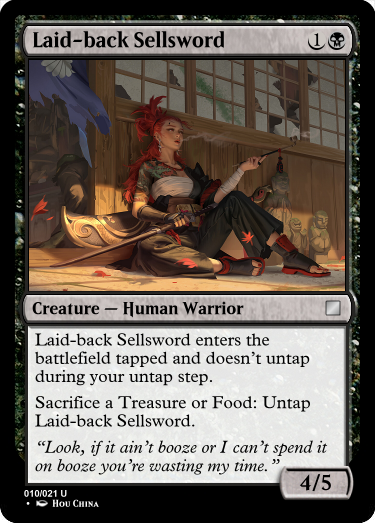 Laid-back Sellsword
1
Creature — Human Warrior
Laid-back Sellsword enters the
battlefield tapped and doesn't untap
during your untap step.
Sacrifice a Treasure or Food: Untap
Laid-back Sellsword.
“Look, if it ain't booze or I can't spend it
on booze you're wasting my time.”
4/5
010/021 U
• Hou China